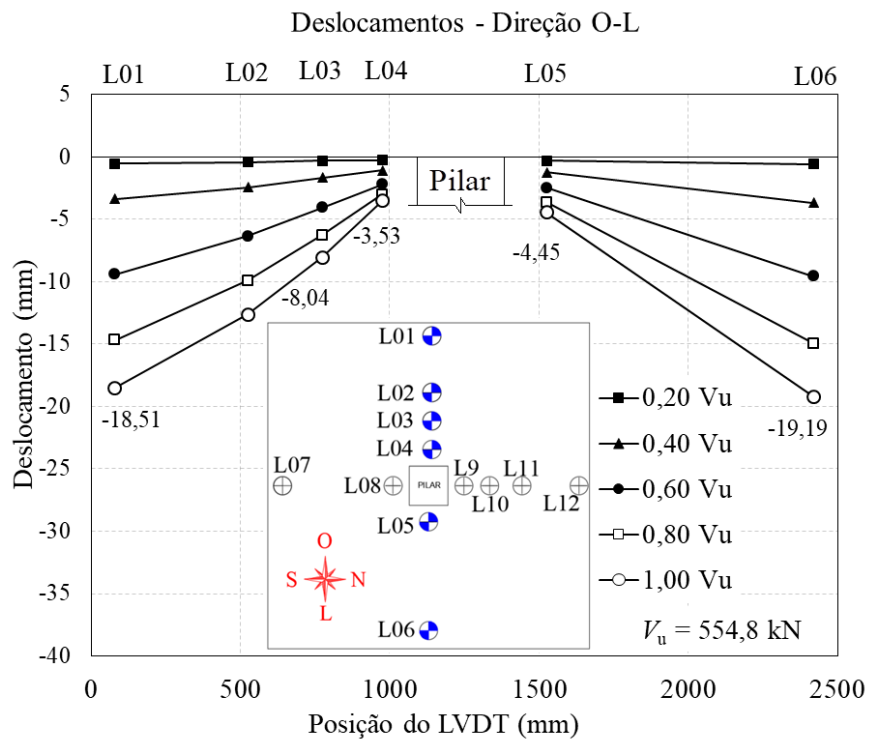 Deslocamentos - Direção O-L
L01 L02 L03 L04 L05 L06
5
0
-5
-10
-15
-20
-25
-30
-35
-40
Deslocamento (mm)
Pilar
-3,53
-4,45
-8,04
-18,51
-19,19
L01
L02
L03
L04
L07
L08
PILAR
L9
L10
L11
L12
L05
L06
O
S N
L
0,20 Vu
0,40 Vu
0,60 Vu
0,80 Vu
1,00 Vu
Vu = 554,8 kN
0 500 1000 1500 2000 2500
Posição do LVDT (mm)